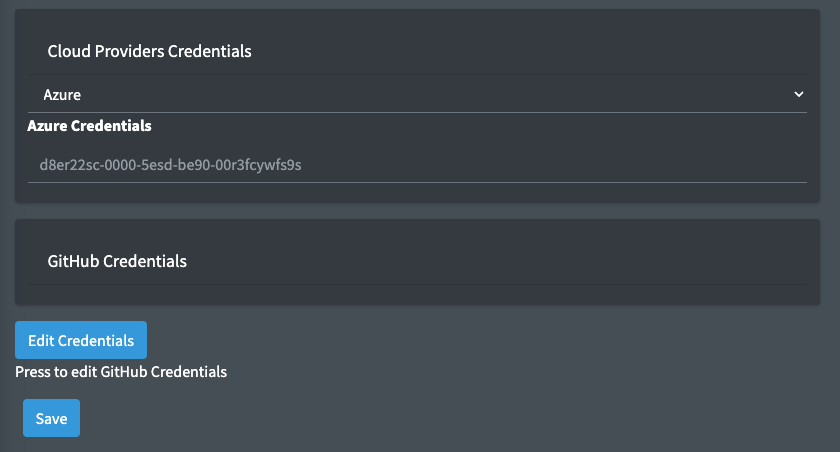 Cloud Providers Credentials
Azure
Azure Credentials
d8er22sc-0000-5esd-be90-00r3fcywfs9s
GitHub Credentials
Edit Credentials
Press to edit GitHub Credentials
Save